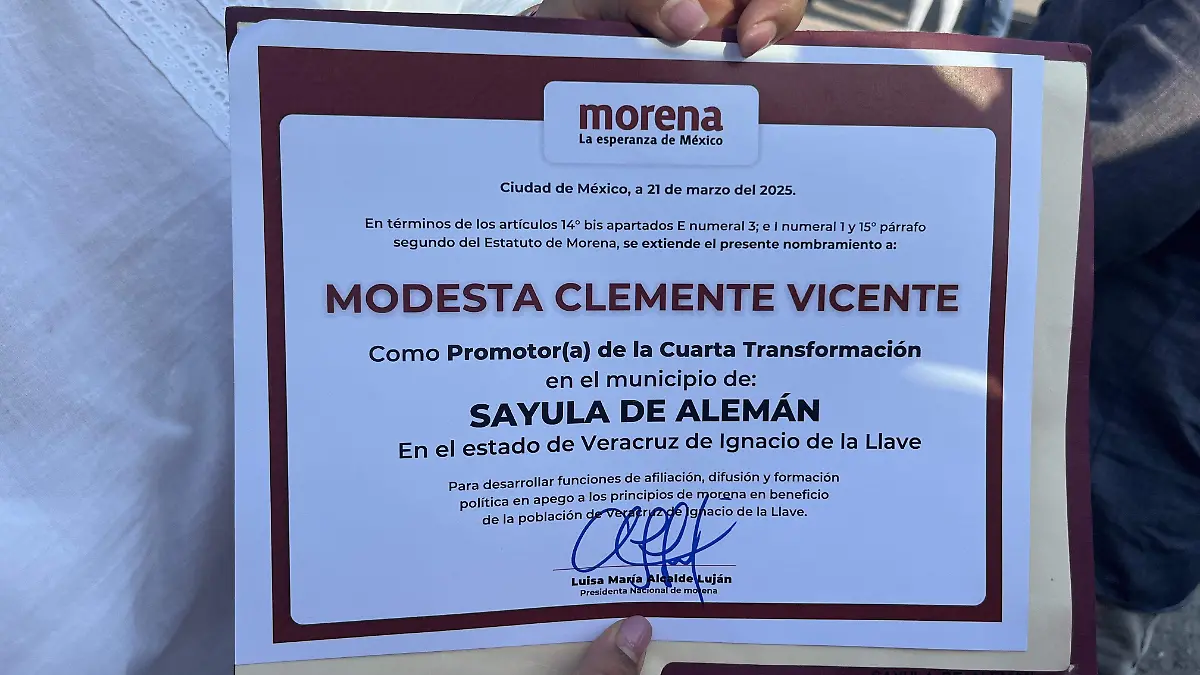 morena
La esperanza de México
Ciudad de México, a 21 de marzo del 2025.
En términos de los artículos 14° bis apartados E numeral 3; e I numeral 1 y 15° párrafo
segundo del Estatuto de Morena, se extiende el presente nombramiento a:
MODESTA CLEMENTE VICENTE
Como Promotor(a) de la Cuarta Transformación
en el municipio de:
SAYULA DE ALEMÁN
En el estado de Veracruz de Ignacio de la Llave
Para desarrollar funciones de afiliación, difusión y formación
política en apego a los principios de morena en beneficio
de la población de Veracruz de Ignacio de la Llave.
Luisa María Alcalde Luján
Presidenta Nacional de morena